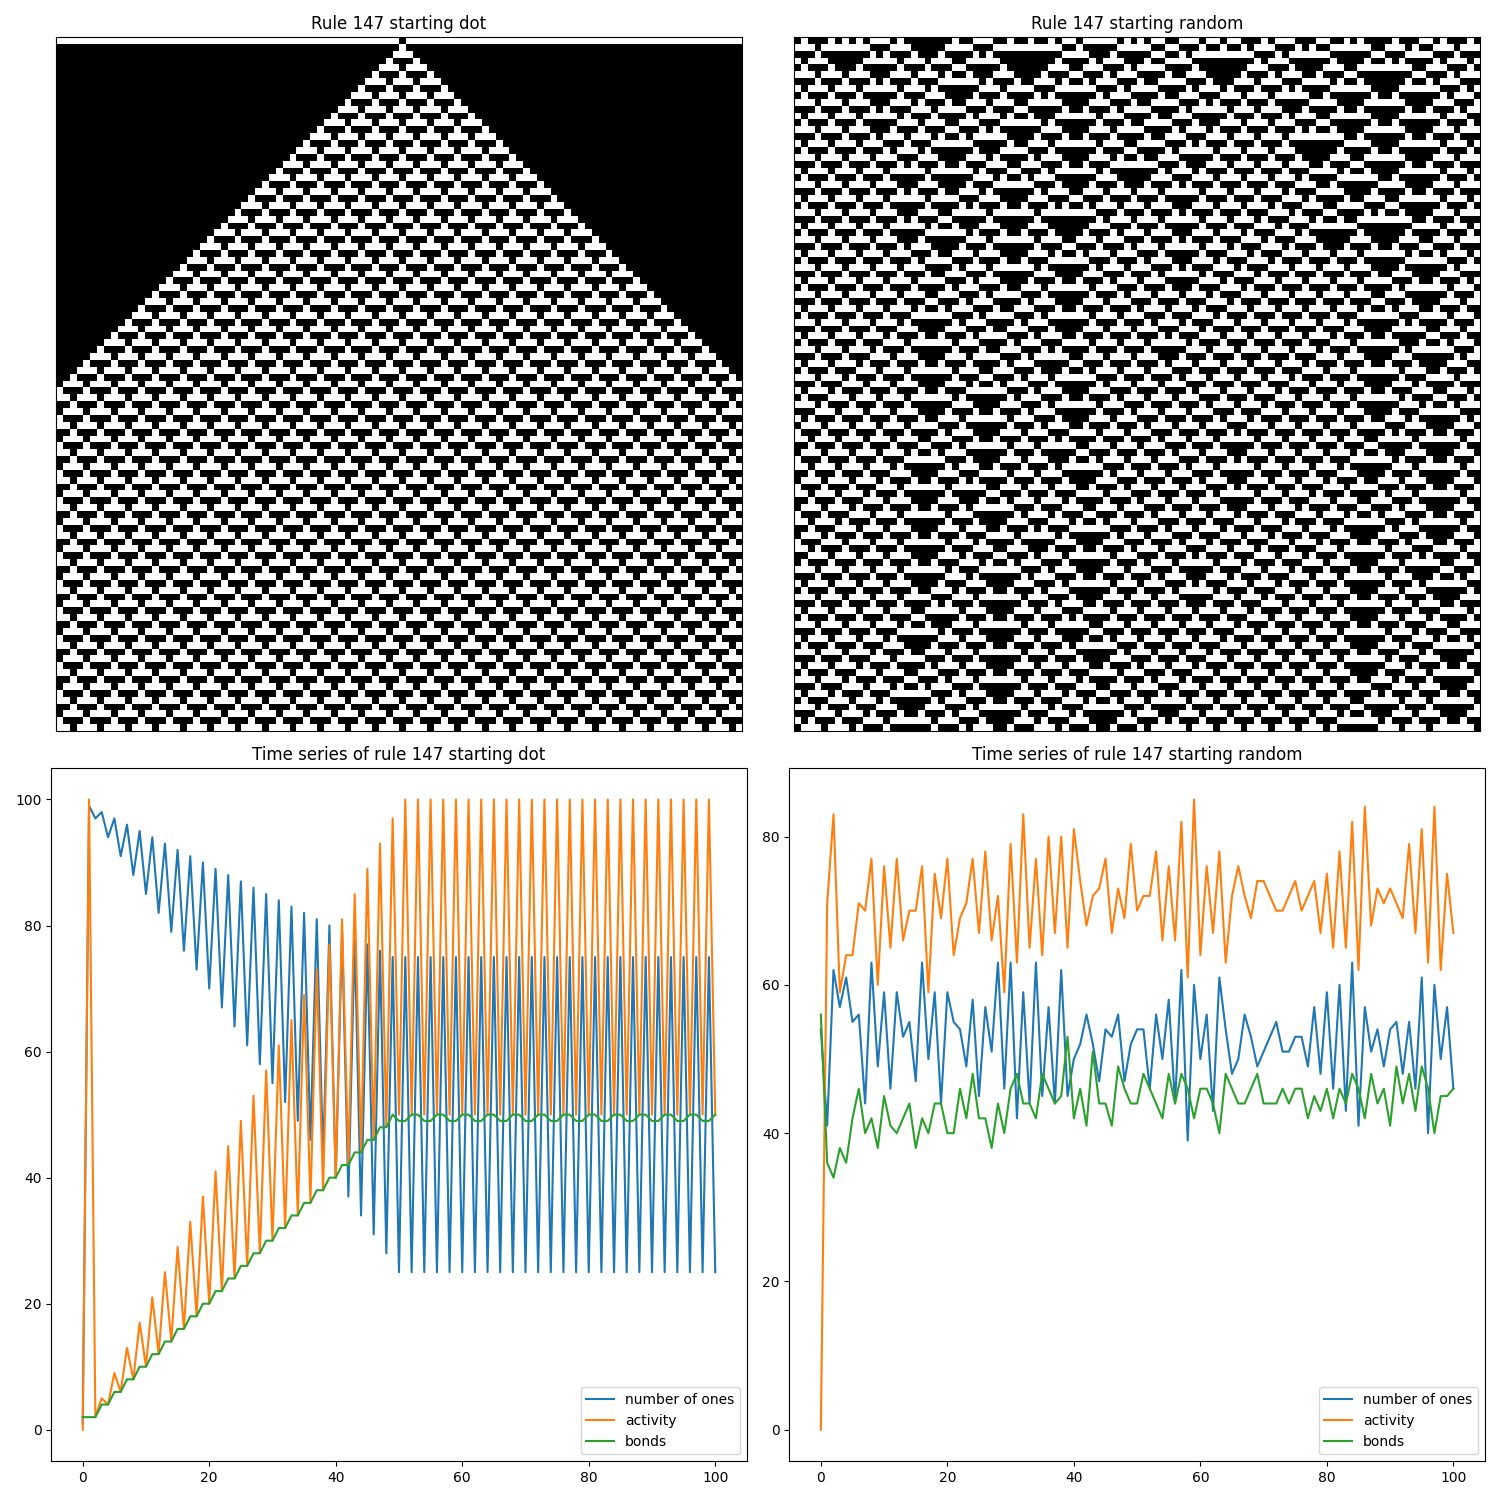 Rule 147 starting dot
Rule 147 starting random
Time series of rule 147 starting dot
100
80
60
40
20
0
0 20 40 60 80 100
number of ones
activity
bonds
Time series of rule 147 starting random
80
60
40
20
0
0 20 40 60 80 100
number of ones
activity
bonds